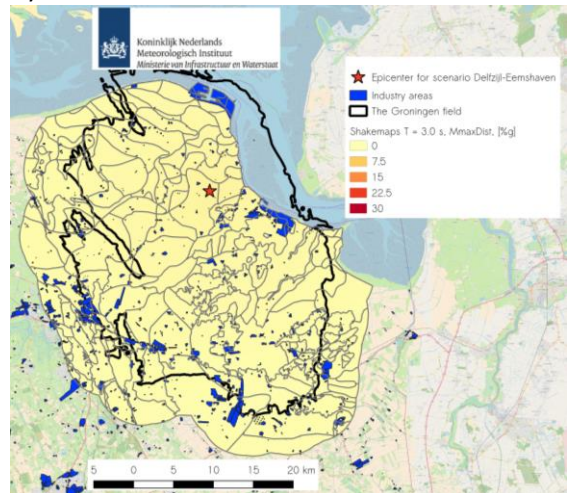 Koninklijk Nederlands
Meteorologisch Instituut
Ministerie van Infrastructuur en Waterstaat
Epicenter for scenario Delfzijl-Eemshaven
Industry areas
The Groningen field
Shakemaps T = 3.0 s, MmaxDist, [%g]
0
7.5
15
22.5
30
5 0 5 10 15 20 km